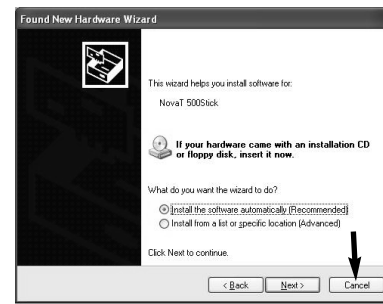 Found New Hardware Wizard
This wizard helps you install software for:
NovaT 500Stick
If your hardware came with an installation CD
or floppy disk, insert it now.
What do you want the wizard to do?
Install the software automatically (Recommended)
Install from a list or specific location (Advanced)
Click Next to continue.
< Back Next > Cancel